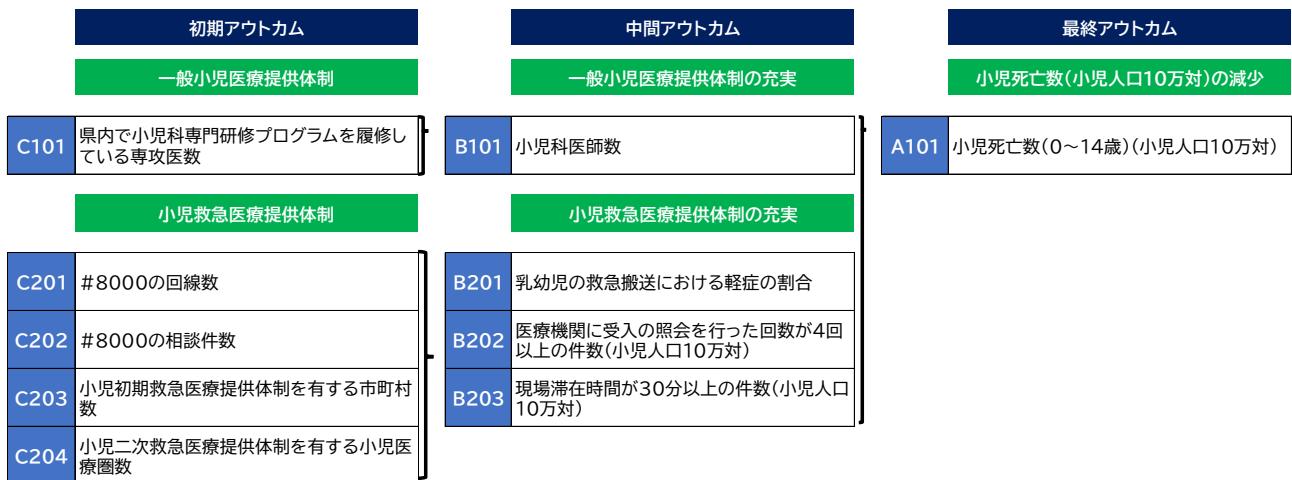 初期アウトカム
中間アウトカム
最終アウトカム
一般小児医療提供体制
一般小児医療提供体制の充実
小児死亡数(小児人口10万対)の減少
C101
県内で小児科専門研修プログラムを履修し
ている専攻医数
B101
小児科医師数
A101
小児死亡数(0～14歳)(小児人口10万対)
小児救急医療提供体制
小児救急医療提供体制の充実
C201
#8000の回線数
B201
乳幼児の救急搬送における軽症の割合
C202
#8000の相談件数
B202
医療機関に受入の照会を行った回数が4回
以上の件数(小児人口10万対)
C203
小児初期救急医療提供体制を有する市町村
数
B203
現場滞在時間が30分以上の件数(小児人口
10万対)
C204
小児二次救急医療提供体制を有する小児医
療圏数